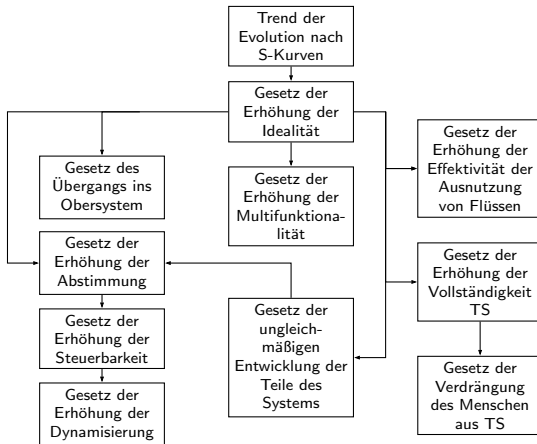 Trend der
Evolution nach
S-Kurven
Gesetz der
Erhöhung der
Idealität
Gesetz des
Übergangs ins
Obersystem
Gesetz der
Erhöhung der
Multifunktiona-
lität
Gesetz der
Erhöhung der
Effektivität der
Ausnutzung
von Flüssen
Gesetz der
Erhöhung der
Abstimmung
Gesetz der
Erhöhung der
Vollständigkeit
TS
Gesetz der
ungleich-
mäßigen
Entwicklung der
Teile des
Systems
Gesetz der
Erhöhung der
Steuerbarkeit
Gesetz der
Verdrängung
des Menschen
aus TS
Gesetz der
Erhöhung der
Dynamisierung